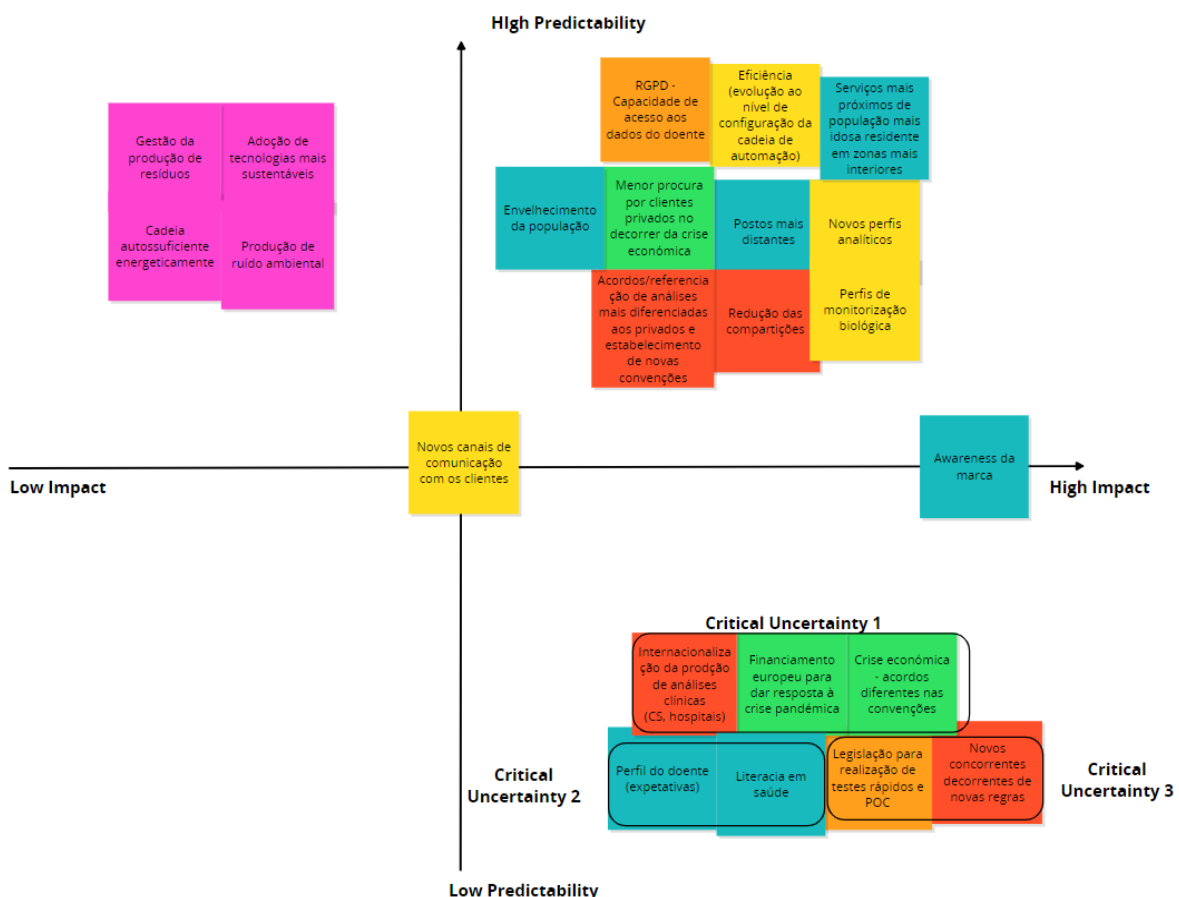 HIgh Predictability
RGPD -
Capacidade de
acesso aos
dados do doente
Eficiência
(evolução ao
nível de
configuração da
cadeia de
automação)
Serviços mais
próximos de
população mais
idosa residente
em zonas mais
interiores
Gestão da
produção de
resíduos
Adoção de
tecnologias mais
sustentáveis
Cadeia
autossuficiente
energeticamente
Produção de
ruído ambiental
Envelhecimento
da população
Menor procura
por clientes
privados no
decorrer da crise
económica
Postos mais
distantes
Novos perfis
analíticos
Acordos/referencia
ção de análises
mais diferenciadas
aos privados e
estabelecimento
de novas
convenções
Redução das
compartições
Perfis de
monitorização
biológica
Novos canais de
comunicação
com os clientes
Awareness da
marca
Low Impact
High Impact
Critical Uncertainty 1
Internacionaliza
ção da prodção
de análises
clínicas
(CS, hospitais)
Financiamento
europeu para
dar resposta à
crise pandémica
Crise económica
- acordos
diferentes nas
convenções
Critical
Uncertainty 2
Perfil do doente
(expetativas)
Literacia em
saúde
Legislação para
realização de
testes rápidos e
POC
Novos
concorrentes
decorrentes de
novas regras
Critical
Uncertainty 3
Low Predictability